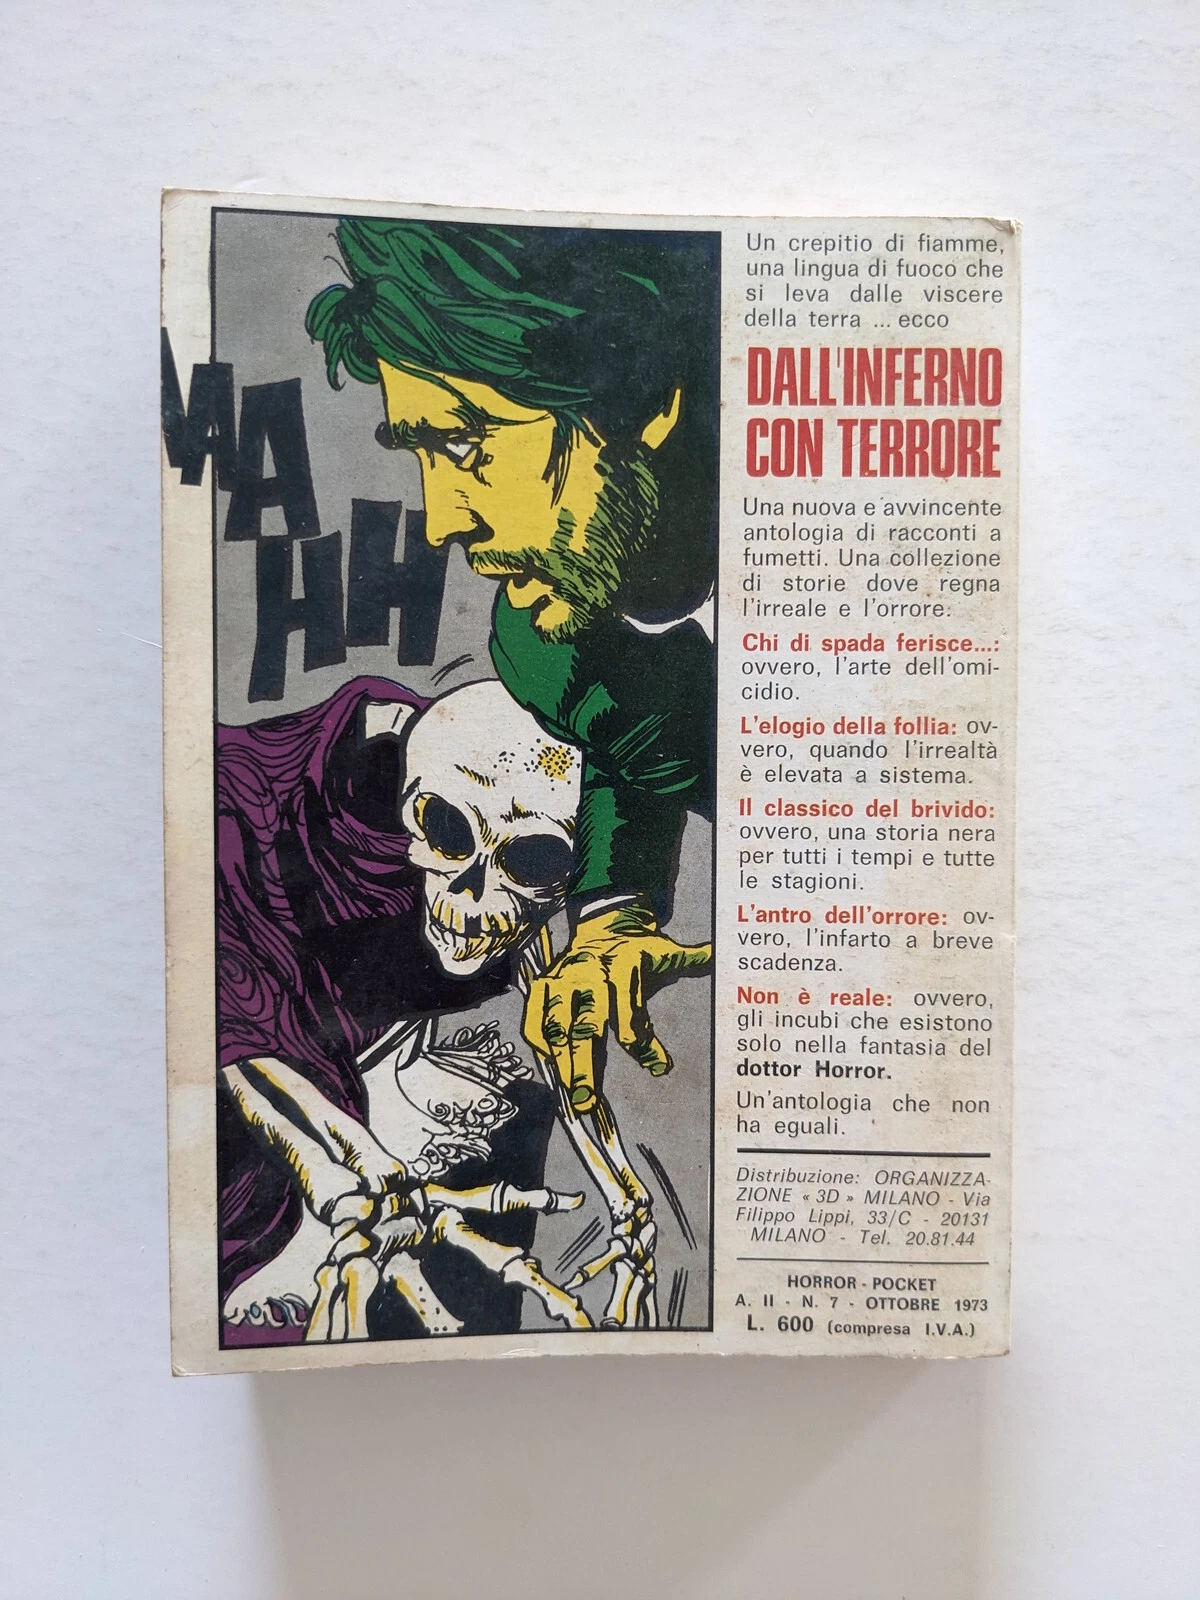 MAAHHH
Un crepitio di fiamme,
una lingua di fuoco che
si leva dalle viscere
della terra ... ecco
DALL'INFERNO
CON TERRORE
Una nuova e avvincente
antologia di racconti a
fumetti. Una collezione
di storie dove regna
l'irreale e l'orrore:
Chi di spada ferisce...:
ovvero, l'arte dell'omi-
cidio.
L'elogio della follia: ov-
vero, quando l'irrealtà
è elevata a sistema.
Il classico del brivido:
ovvero, una storia nera
per tutti i tempi e tutte
le stagioni.
L'antro dell'orrore: ov-
vero, l'infarto a breve
scadenza.
Non è reale: ovvero,
gli incubi che esistono
solo nella fantasia del
dottor Horror.
Un'antologia che non
ha eguali.
Distribuzione: ORGANIZZA-
ZIONE « 3D » MILANO - Via
Filippo Lippi, 33/C - 20131
MILANO - Tel. 20.81.44
HORROR - POCKET
A. II - N. 7 - OTTOBRE 1973
L. 600 (compresa I.V.A.)